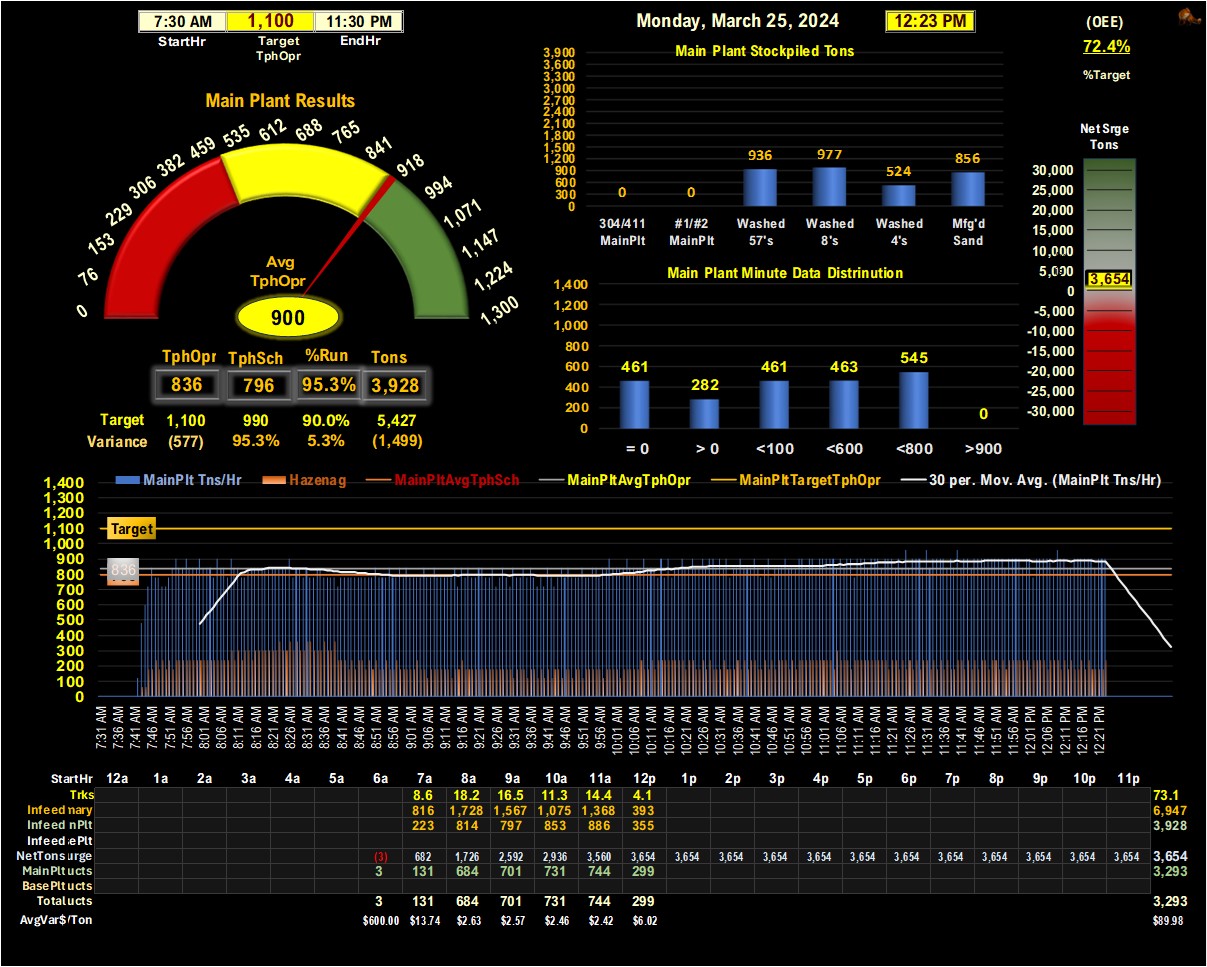 7:30 AM 1,100 11:30 PM
StartHr Target TphOpr EndHr
Monday, March 25, 2024 12:23 PM
(OEE)
72.4%
%Target
Main Plant Results
0 76 153 229 306 382 459 535 612 688 765 841 918 994 1,071 1,147 1,224 1,300
Avg
TphOpr
900
TphOpr TphSch %Run Tons
836 796 95.3% 3,928
Target 1,100 990 90.0% 5,427
Variance (577) 95.3% 5.3% (1,499)
Main Plant Stockpiled Tons
3,900
3,600
3,300
3,000
2,700
2,400
2,100
1,800
1,500
1,200
900
600
300
0
0 0 936 977 524 856
304/411 #1/#2 Washed Washed Washed Mfg'd
MainPlt MainPlt 57's 8's 4's Sand
Main Plant Minute Data Distrinution
1,400
1,200
1,000
800
600
400
200
0
461 282 461 463 545 0
= 0 > 0 <100 <600 <800 >900
Net Srge
Tons
30,000
25,000
20,000
15,000
10,000
5,000
3,654
0
-5,000
-10,000
-15,000
-20,000
-25,000
-30,000
MainPlt Tns/Hr Hazenag MainPltAvgTphSch MainPltAvgTphOpr MainPltTargetTphOpr 30 per. Mov. Avg. (MainPlt Tns/Hr)
1,400
1,300
1,200
1,100
1,000
900
800
700
600
500
400
300
200
100
0
Target
836
7:31 AM 7:36 AM 7:41 AM 7:46 AM 7:51 AM 7:56 AM 8:01 AM 8:06 AM 8:11 AM 8:16 AM 8:21 AM 8:26 AM 8:31 AM 8:36 AM 8:41 AM 8:46 AM 8:51 AM 8:56 AM 9:01 AM 9:06 AM 9:11 AM 9:16 AM 9:21 AM 9:26 AM 9:31 AM 9:36 AM 9:41 AM 9:46 AM 9:51 AM 9:56 AM 10:01 AM 10:06 AM 10:11 AM 10:16 AM 10:21 AM 10:26 AM 10:31 AM 10:36 AM 10:41 AM 10:46 AM 10:51 AM 10:56 AM 11:01 AM 11:06 AM 11:11 AM 11:16 AM 11:21 AM 11:26 AM 11:31 AM 11:36 AM 11:41 AM 11:46 AM 11:51 AM 11:56 AM 12:01 PM 12:06 PM 12:11 PM 12:16 PM 12:21 PM
StartHr 12a 1a 2a 3a 4a 5a 6a 7a 8a 9a 10a 11a 12p 1p 2p 3p 4p 5p 6p 7p 8p 9p 10p 11p
Trks 8.6 18.2 16.5 11.3 14.4 4.1 73.1
Infeed nary 816 1,728 1,567 1,075 1,368 393 6,947
Infeed nPlt 223 814 797 853 886 355 3,928
Infeed ePlt
NetTons urge (3) 682 1,726 2,592 2,936 3,560 3,654 3,654 3,654 3,654 3,654 3,654 3,654 3,654 3,654 3,654 3,654 3,654 3,654
MainPlt ucts 3 131 684 701 731 744 299 3,293
BasePlt ucts
Total ucts 3 131 684 701 731 744 299 3,293
AvgVar$/Ton $600.00 $13.74 $2.63 $2.57 $2.46 $2.42 $6.02 $89.98